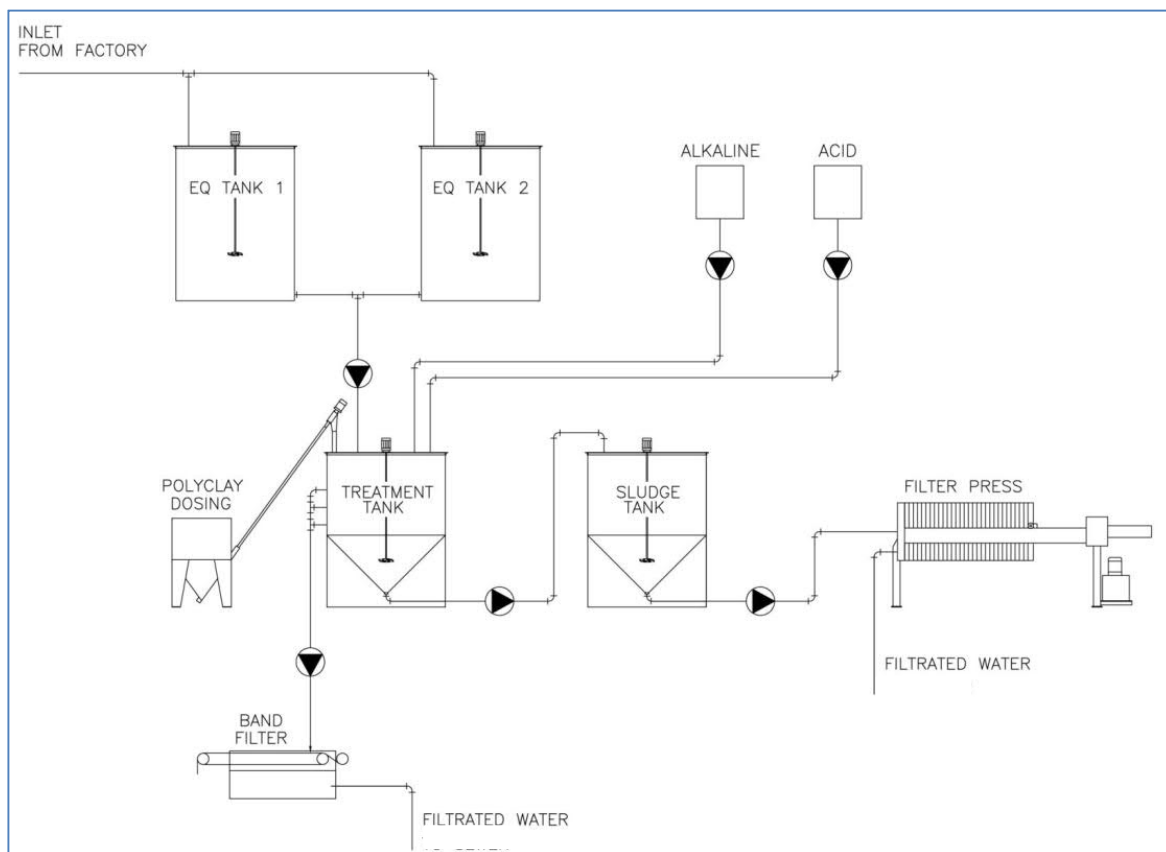 INLET
FROM FACTORY
EQ TANK 1
EQ TANK 2
ALKALINE
ACID
POLYCLAY
DOSING
TREATMENT
TANK
SLUDGE
TANK
FILTER PRESS
FILTRATED WATER
BAND
FILTER
FILTRATED WATER